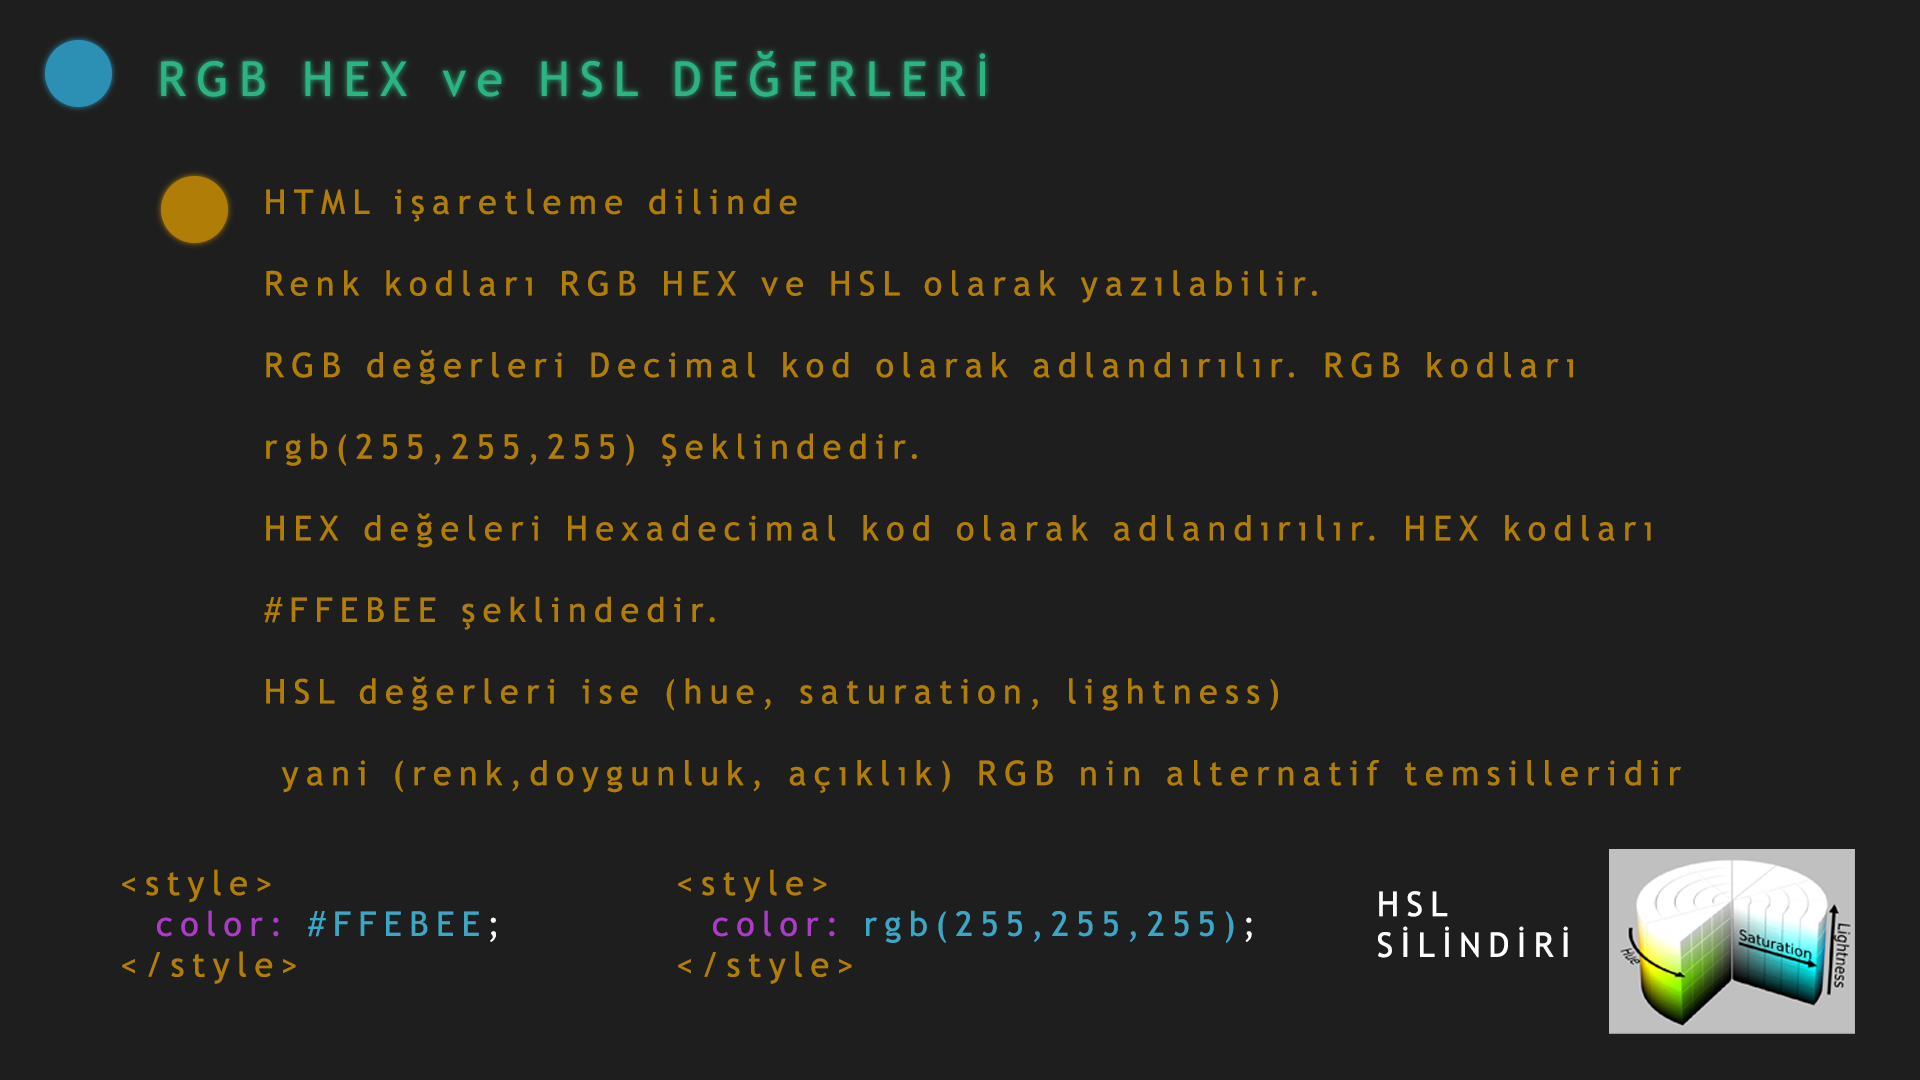 RGB HEX ve HSL DEĞERLERİ
HTML işaretleme dilinde
Renk kodları RGB HEX ve HSL olarak yazılabilir.
RGB değerleri Decimal kod olarak adlandırılır. RGB kodları
rgb(255,255,255) Şeklindedir.
HEX değeleri Hexadecimal kod olarak adlandırılır. HEX kodları
#FFEBEE şeklindedir.
HSL değerleri ise (hue, saturation, lightness)
yani (renk,doygunluk, açıklık) RGB nin alternatif temsilleridir
<style>
color: #FFEBEE;
</style>
<style>
color: rgb(255,255,255);
</style>
HSL
SİLİNDİRİ
Hue
Saturation
Lightness